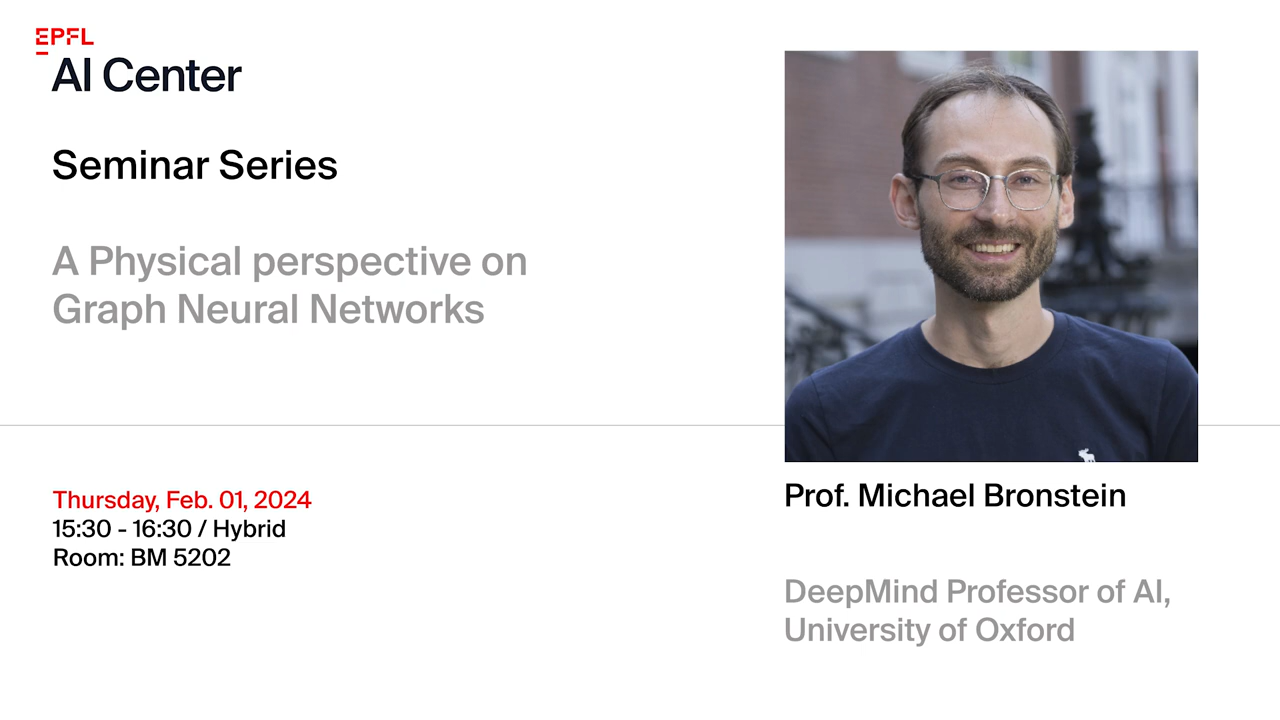 EPFL
AI Center
Seminar Series
A Physical perspective on
Graph Neural Networks
Thursday, Feb. 01, 2024
15:30 - 16:30 / Hybrid
Room: BM 5202
Prof. Michael Bronstein
DeepMind Professor of AI,
University of Oxford